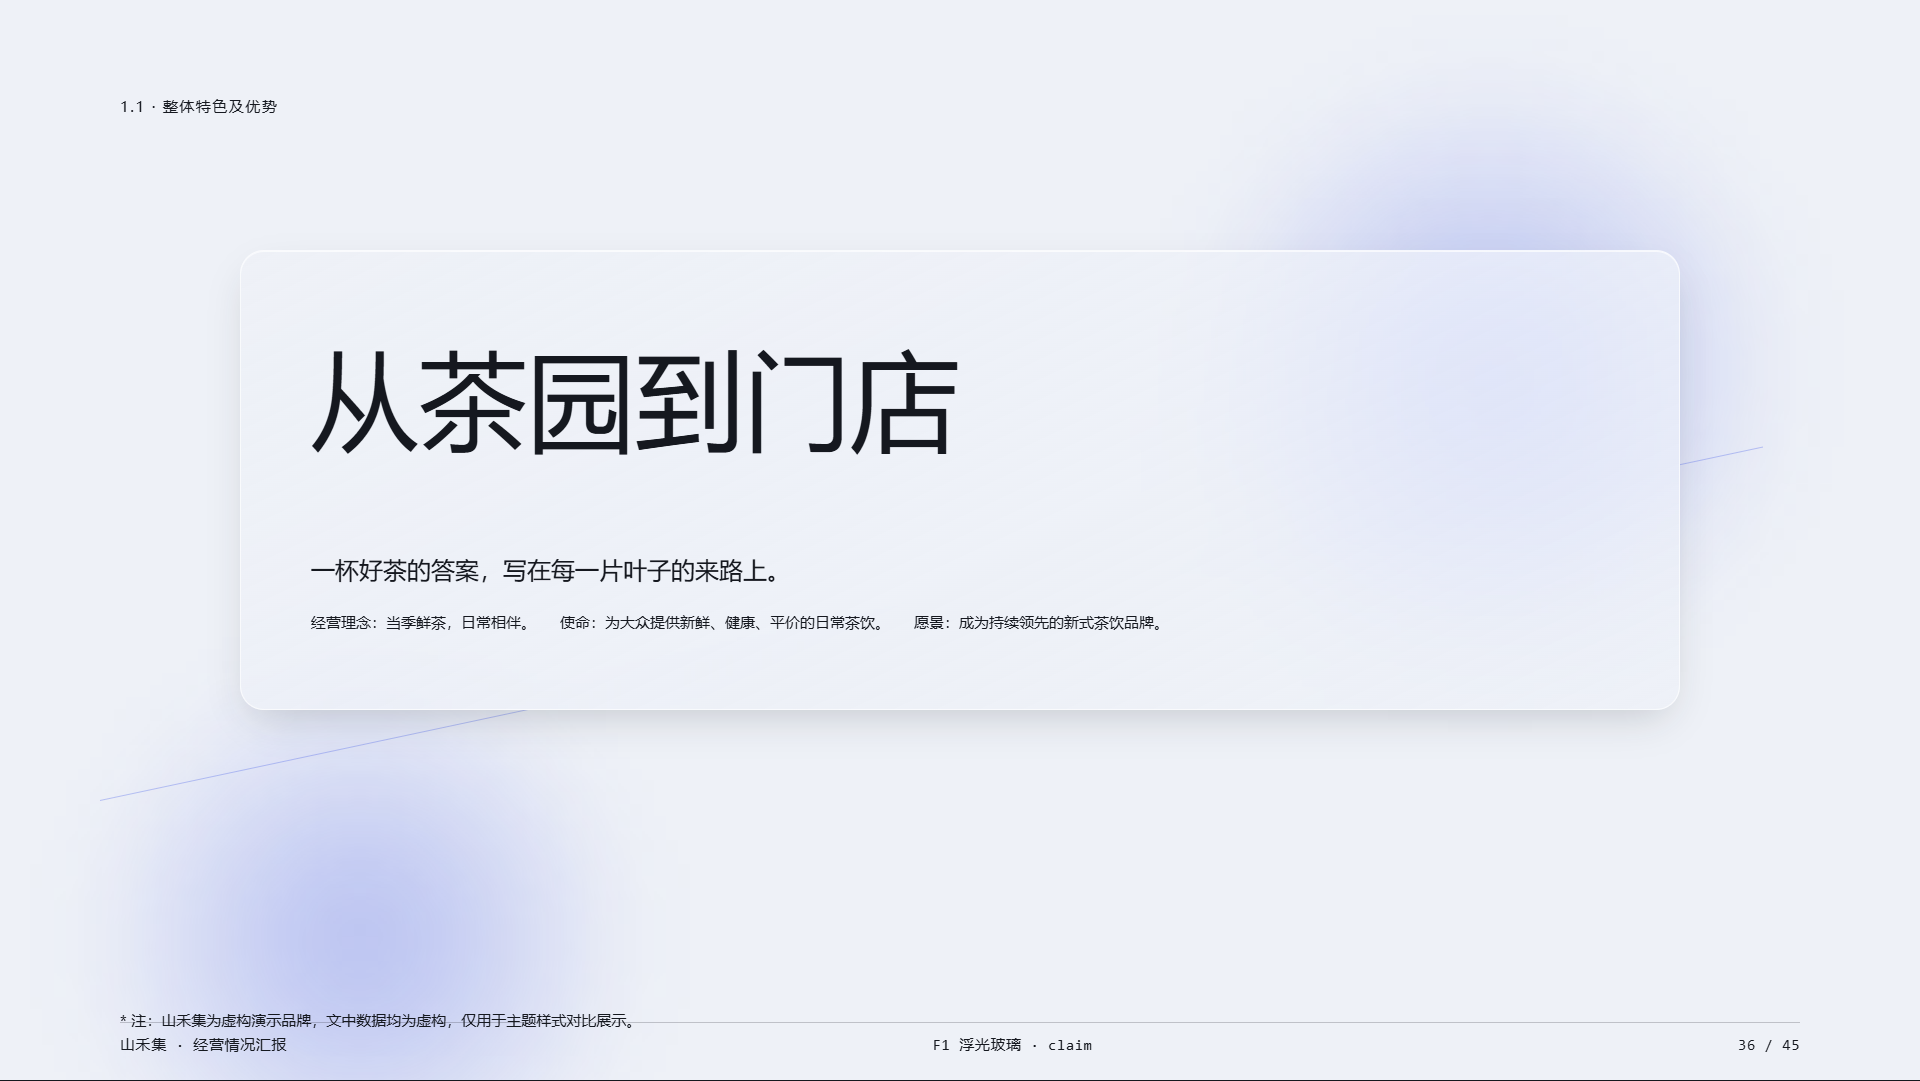 1.1 · 整体特色及优势
从茶园到门店
一杯好茶的答案，写在每一片叶子的来路上。
经营理念：当季鲜茶，日常相伴。 使命：为大众提供新鲜、健康、平价的日常茶饮。 愿景：成为持续领先的新式茶饮品牌。
* 注：山禾集为虚构演示品牌，文中数据均为虚构，仅用于主题样式对比展示。
山禾集 · 经营情况汇报
F1 浮光玻璃 · claim
36 / 45